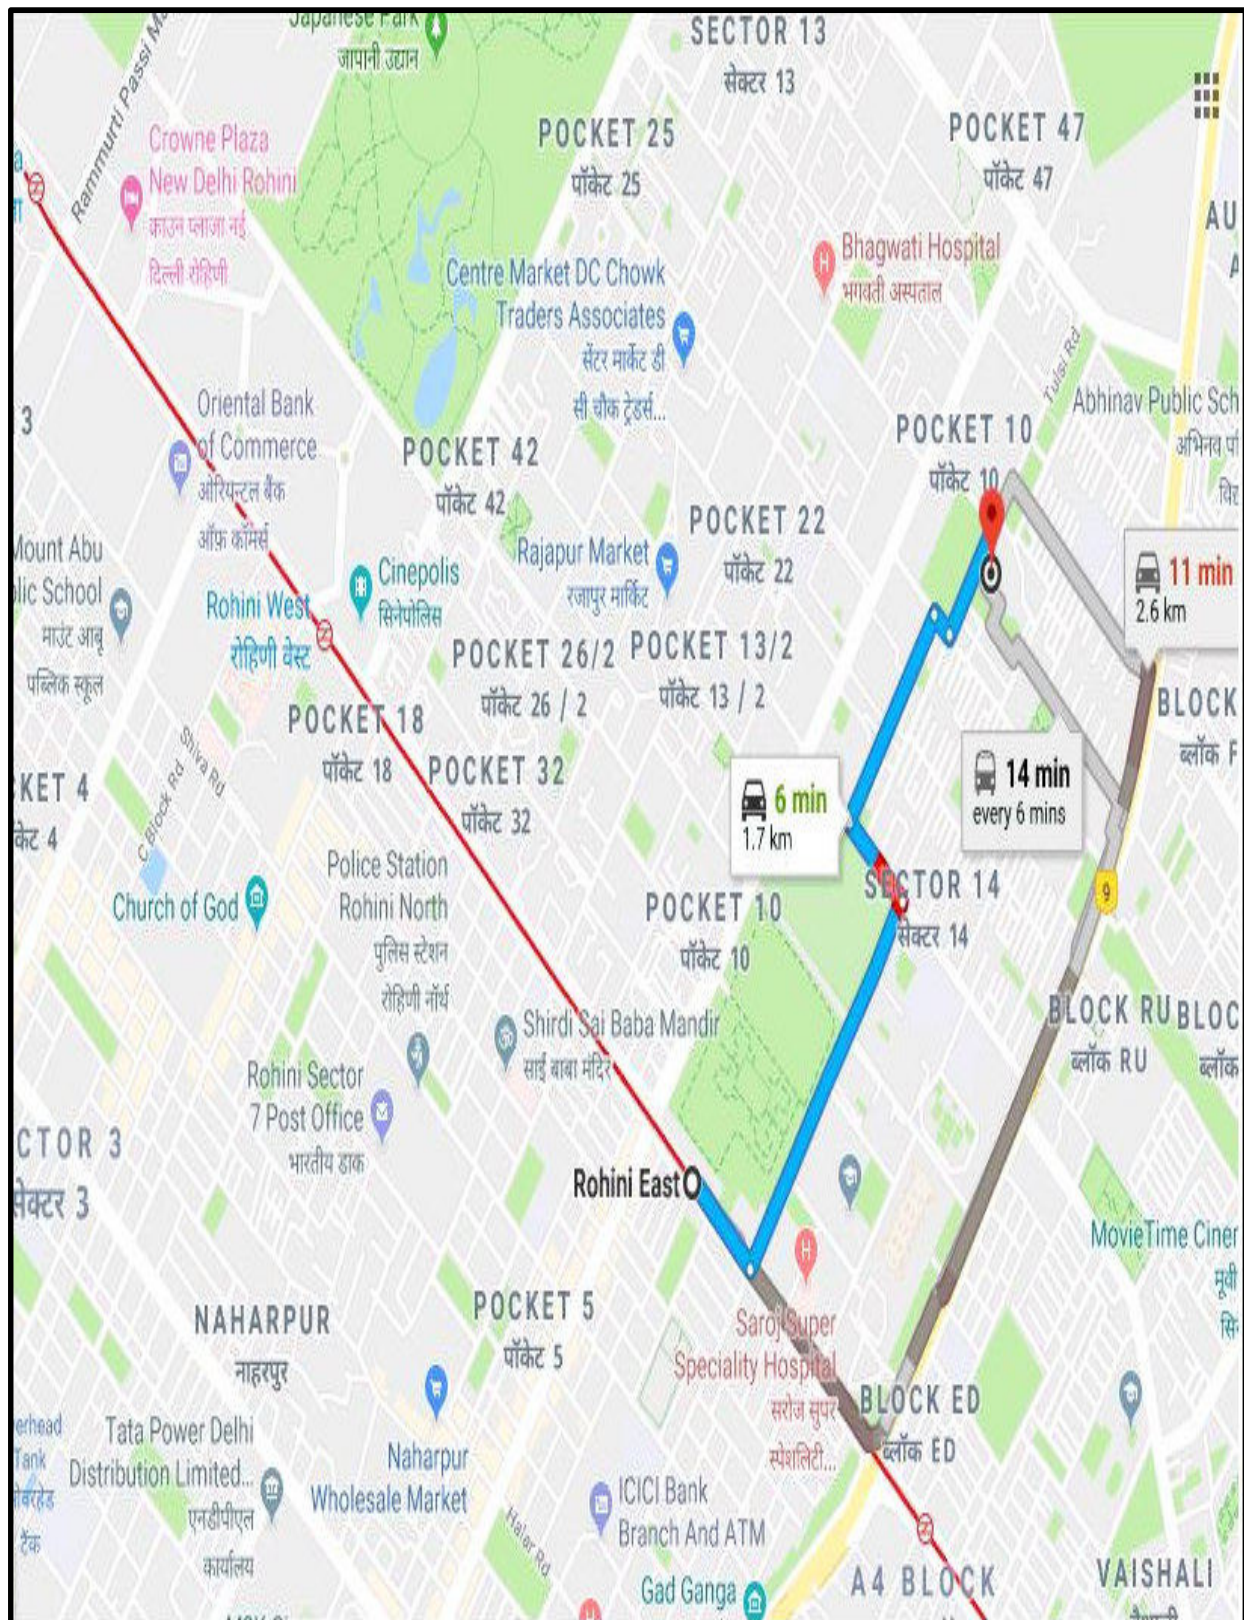 Japanese Park
जापानी उद्यान
SECTOR 13
सेक्टर 13
Rammurti Passi
Crowne Plaza
New Delhi Rohini
क्राउन प्लाजा नई
दिल्ली रोहिणी
POCKET 25
पॉकेट 25
POCKET 47
पॉकेट 47
AU
Bhagwati Hospital
भगवती अस्पताल
Centre Market DC Chowk
Traders Associates
सेंटर मार्केट डी
सी चौक ट्रेडर्स...
Tulsi Rd
Abhinav Public Sch
अभिनव
3
Oriental Bank
of Commerce
ओरियन्टल बैंक
ऑफ़ कॉमर्स
POCKET 42
पॉकेट 42
POCKET 10
पॉकेट 10
POCKET 22
पॉकेट 22
Rajapur Market
रजापुर मार्किट
11 min
2.6 km
Mount Abu
lic School
माउंट आबू
पब्लिक स्कूल
Cinepolis
सिनेपोलिस
Rohini West
रोहिणी वेस्ट
POCKET 26/2
पॉकेट 26 / 2
POCKET 13/2
पॉकेट 13 / 2
BLOCK
ब्लॉक F
POCKET 18
पॉकेट 18
POCKET 32
पॉकेट 32
Shiva Rd
C Block Rd
KET 4
केट 4
6 min
1.7 km
14 min
every 6 mins
Police Station
Rohini North
पुलिस स्टेशन
रोहिणी नॉर्थ
Church of God
SECTOR 14
सेक्टर 14
9
POCKET 10
पॉकेट 10
BLOCK RU
ब्लॉक RU
BLOC
ब्लॉक
Shirdi Sai Baba Mandir
साई बाबा मंदिर
Rohini Sector
7 Post Office
भारतीय डाक
CTOR 3
सेक्टर 3
Rohini East
MovieTime Ciner
मूवी
NAHARPUR
नाहरपुर
POCKET 5
पॉकेट 5
Saroj Super
Speciality Hospital
सरोज सुपर
स्पेशलिटी...
BLOCK ED
ब्लॉक ED
erhead
Tank
टैंक
Tata Power Delhi
Distribution Limited...
एनडीपीएल
कार्यालय
Naharpur
Wholesale Market
Halar Rd
ICICI Bank
Branch And ATM
Gad Ganga
A4 BLOCK
VAISHALI